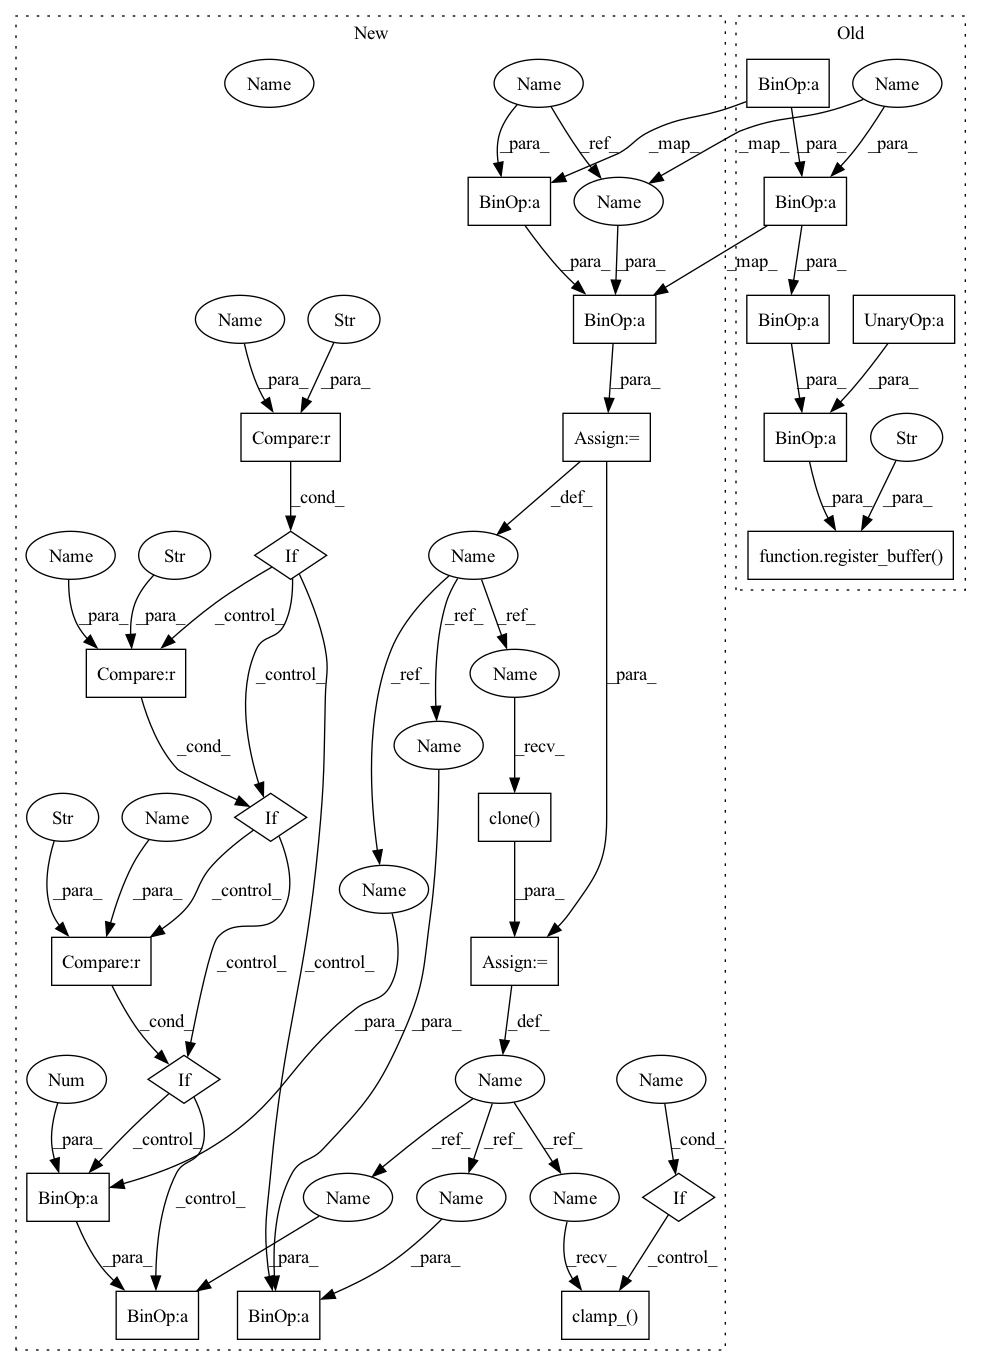 New
Old
Name
Name
BinOp:a
Name
_para_
_ref_
_map_
_para_
_map_
_para_
BinOp:a
Name
BinOp:a
_para_
_para_
_map_
_para_
Name
Str
BinOp:a
BinOp:a
UnaryOp:a
_para_
_para_
_para_
_para_
_para_
Compare:r
Assign:=
BinOp:a
Str
_cond_
_def_
_para_
_para_
Name
Str
If
Name
function.register_buffer()
_para_
_para_
_control_
_ref_
_ref_
Compare:r
_control_
_ref_
Name
_para_
_cond_
Name
_recv_
Str
Name
If
clone()
_para_
_para_
_control_
Name
_para_
Compare:r
_control_
_control_
Assign:=
_cond_
_para_
_para_
_def_
Num
If
Name
Name
_para_
_control_
_ref_
_ref_
_ref_
_cond_
BinOp:a
_control_
Name
Name
Name
If
_para_
_para_
_para_
_recv_
_control_
BinOp:a
BinOp:a
clamp_()